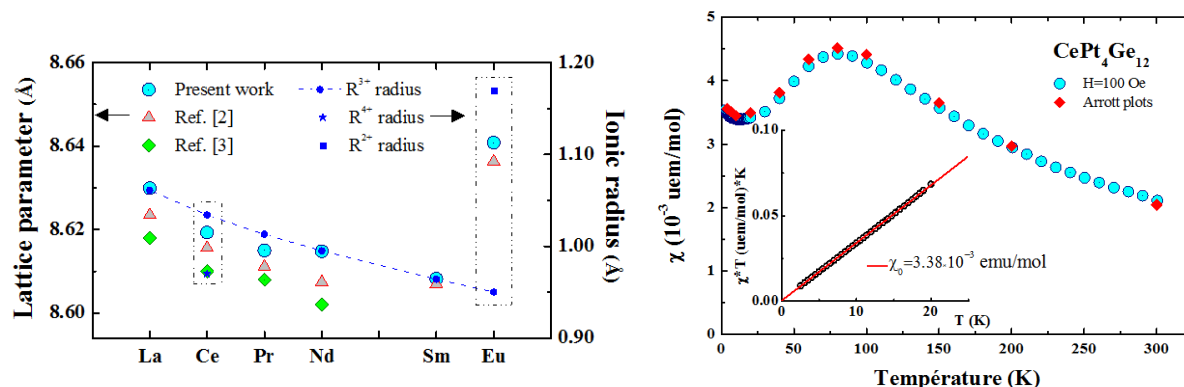 Lattice parameter (Å)
8.66
8.64
8.62
8.60
Present work
Ref. [2]
Ref. [3]
R3+ radius
R4+ radius
R2+ radius
1.20
1.10
1.00
0.90
Ionic radius (Å)
La Ce Pr Nd Sm Eu
χ (10-3 uem/mol)
5
4
3
2
1
0
CePt4Ge12
H=100 Oe
Arrott plots
χ*T (uem/mol)*K
0.10
0.05
0.00
χ0=3.38.10-3 emu/mol
0 10 20
T (K)
0 50 100 150 200 250 300
Température (K)